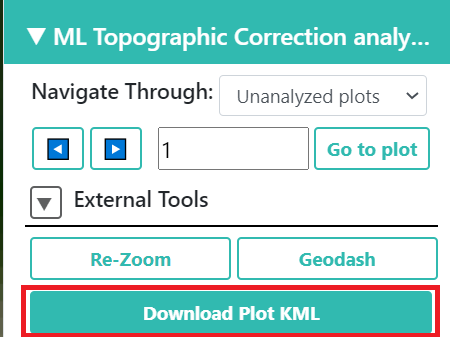 ▼ ML Topographic Correction analy...
Navigate Through: Unanalyzed plots
1 Go to plot
▼ External Tools
Re-Zoom Geodash
Download Plot KML